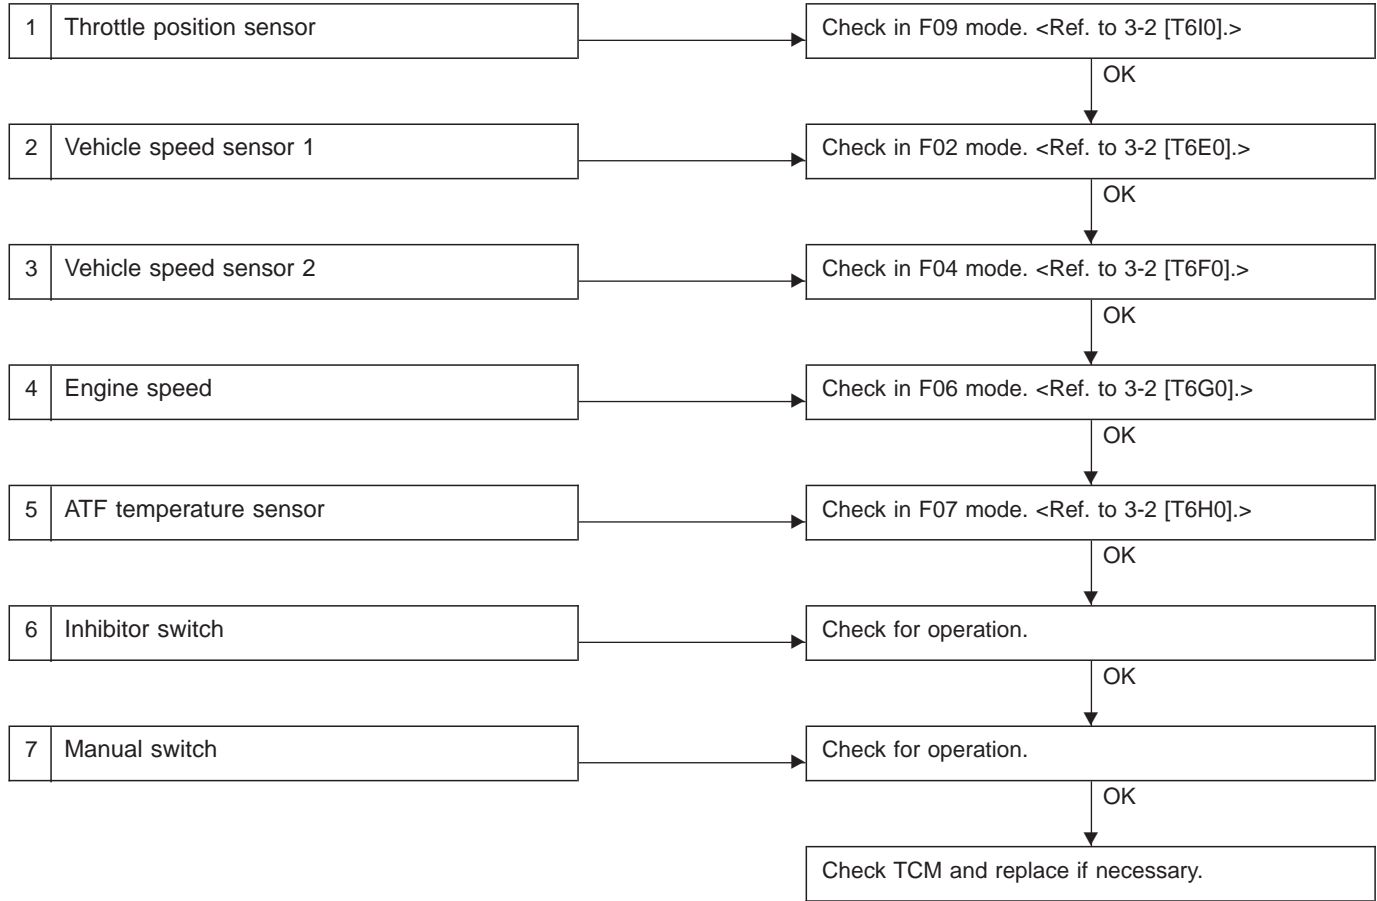 1 Throttle position sensor Check in F09 mode. <Ref. to 3-2 [T6I0].>
OK
2 Vehicle speed sensor 1 Check in F02 mode. <Ref. to 3-2 [T6E0].>
OK
3 Vehicle speed sensor 2 Check in F04 mode. <Ref. to 3-2 [T6F0].>
OK
4 Engine speed Check in F06 mode. <Ref. to 3-2 [T6G0].>
OK
5 ATF temperature sensor Check in F07 mode. <Ref. to 3-2 [T6H0].>
OK
6 Inhibitor switch Check for operation.
OK
7 Manual switch Check for operation.
OK
Check TCM and replace if necessary.